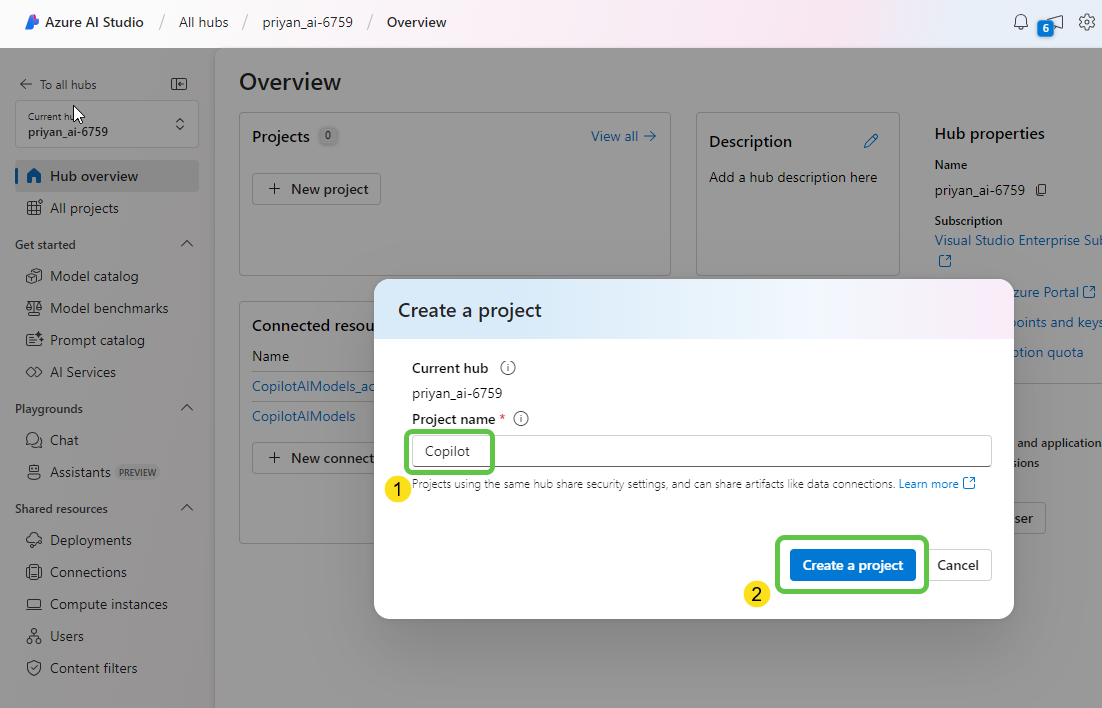 Azure AI Studio / All hubs / priyan_ai-6759 / Overview
6
To all hubs
Current hu
priyan_ai-6759
Hub overview
All projects
Get started
Model catalog
Model benchmarks
Prompt catalog
AI Services
Playgrounds
Chat
Assistants PREVIEW
Shared resources
Deployments
Connections
Compute instances
Users
Content filters
Overview
Projects 0
View all
New project
Description
Add a hub description here
Hub properties
Name
priyan_ai-6759
Subscription
Visual Studio Enterprise Sub
zure Portal
oints and keys
ption quota
Connected resou
Name
CopilotAIModels_ao
CopilotAIModels
New connect
and application
sions
ser
Create a project
Current hub
priyan_ai-6759
Project name *
Copilot
1
Projects using the same hub share security settings, and can share artifacts like data connections. Learn more
Create a project
Cancel
2